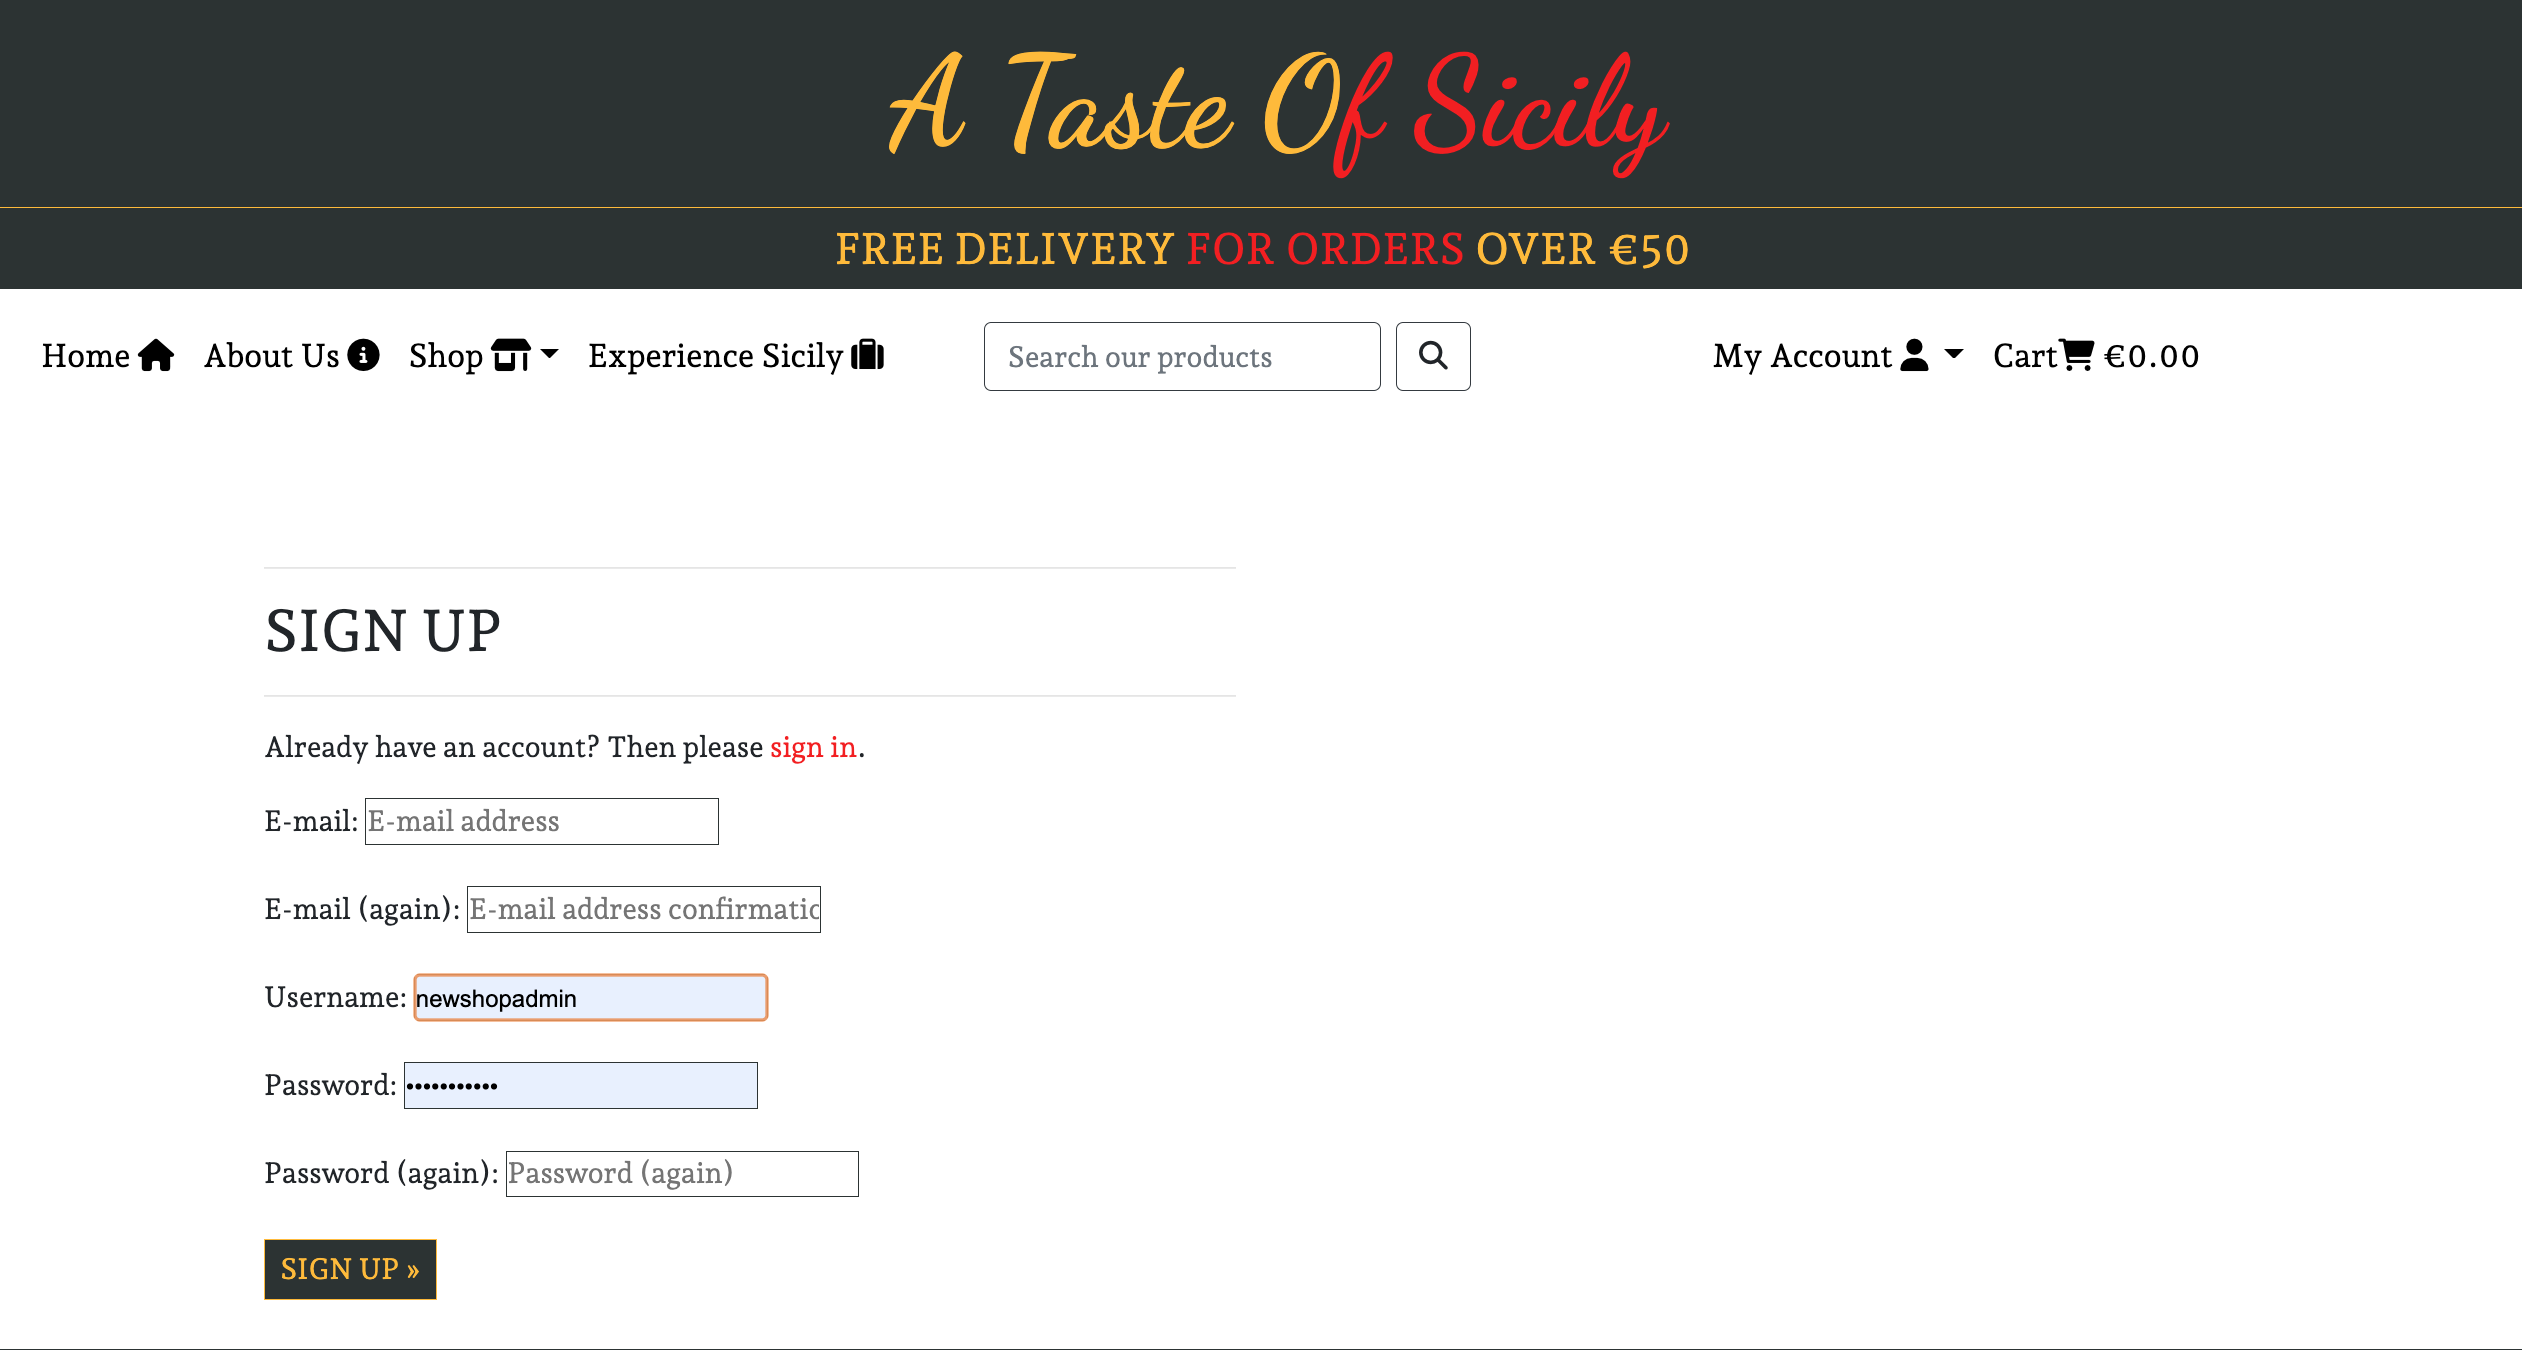 A Taste Of Sicily
FREE DELIVERY FOR ORDERS OVER €50
Home About Us Shop Experience Sicily Search our products My Account Cart €0.00
SIGN UP
Already have an account? Then please sign in.
E-mail: E-mail address
E-mail (again): E-mail address confirmatic
Username: newshopadmin
Password: •••••••••••
Password (again): Password (again)
SIGN UP »